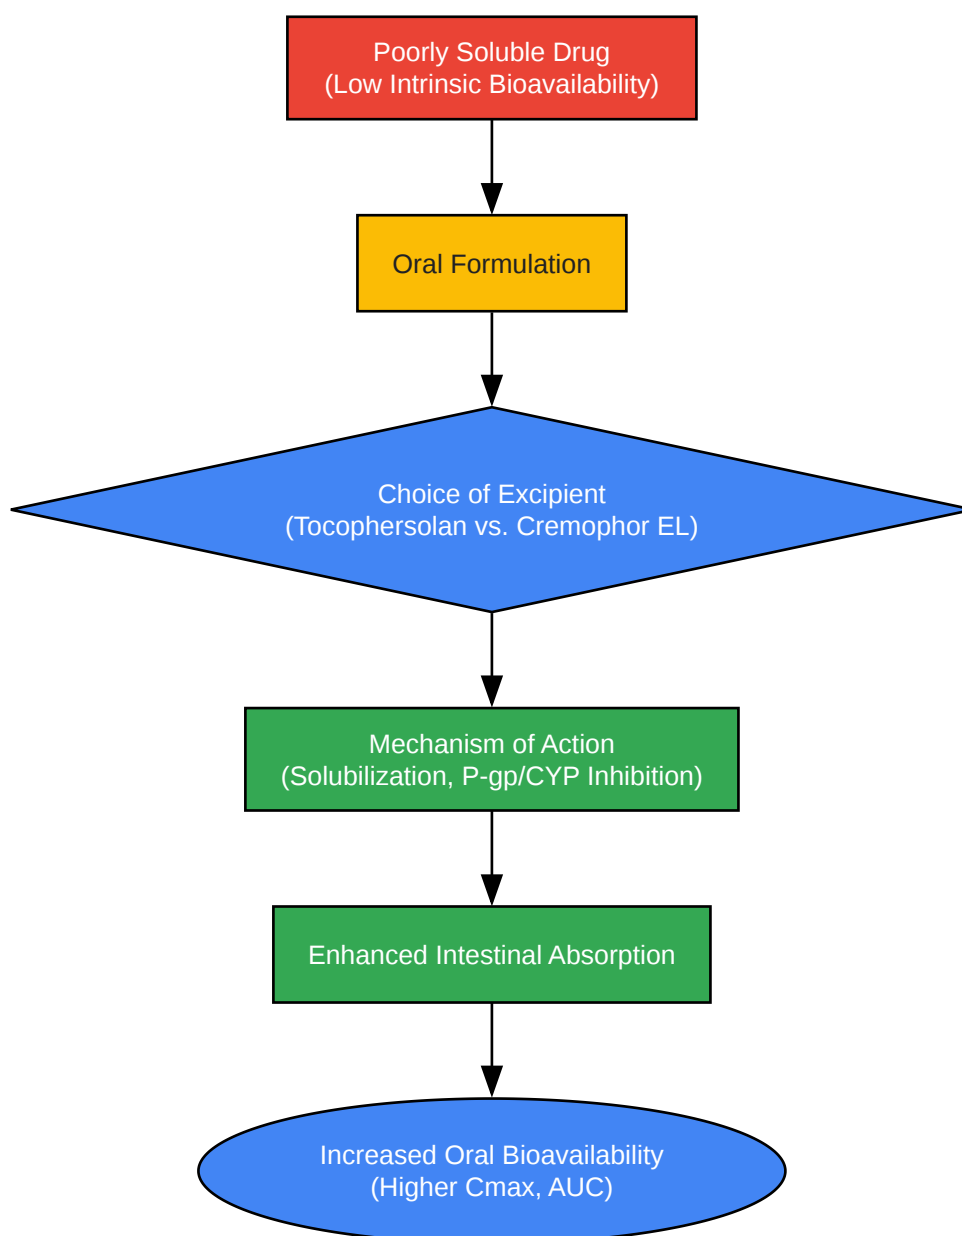 Poorly Soluble Drug
(Low Intrinsic Bioavailability)
Oral Formulation
Choice of Excipient
(Tocophersolan vs. Cremophor EL)
Mechanism of Action
(Solubilization, P-gp/CYP Inhibition)
Enhanced Intestinal Absorption
Increased Oral Bioavailability
(Higher Cmax, AUC)